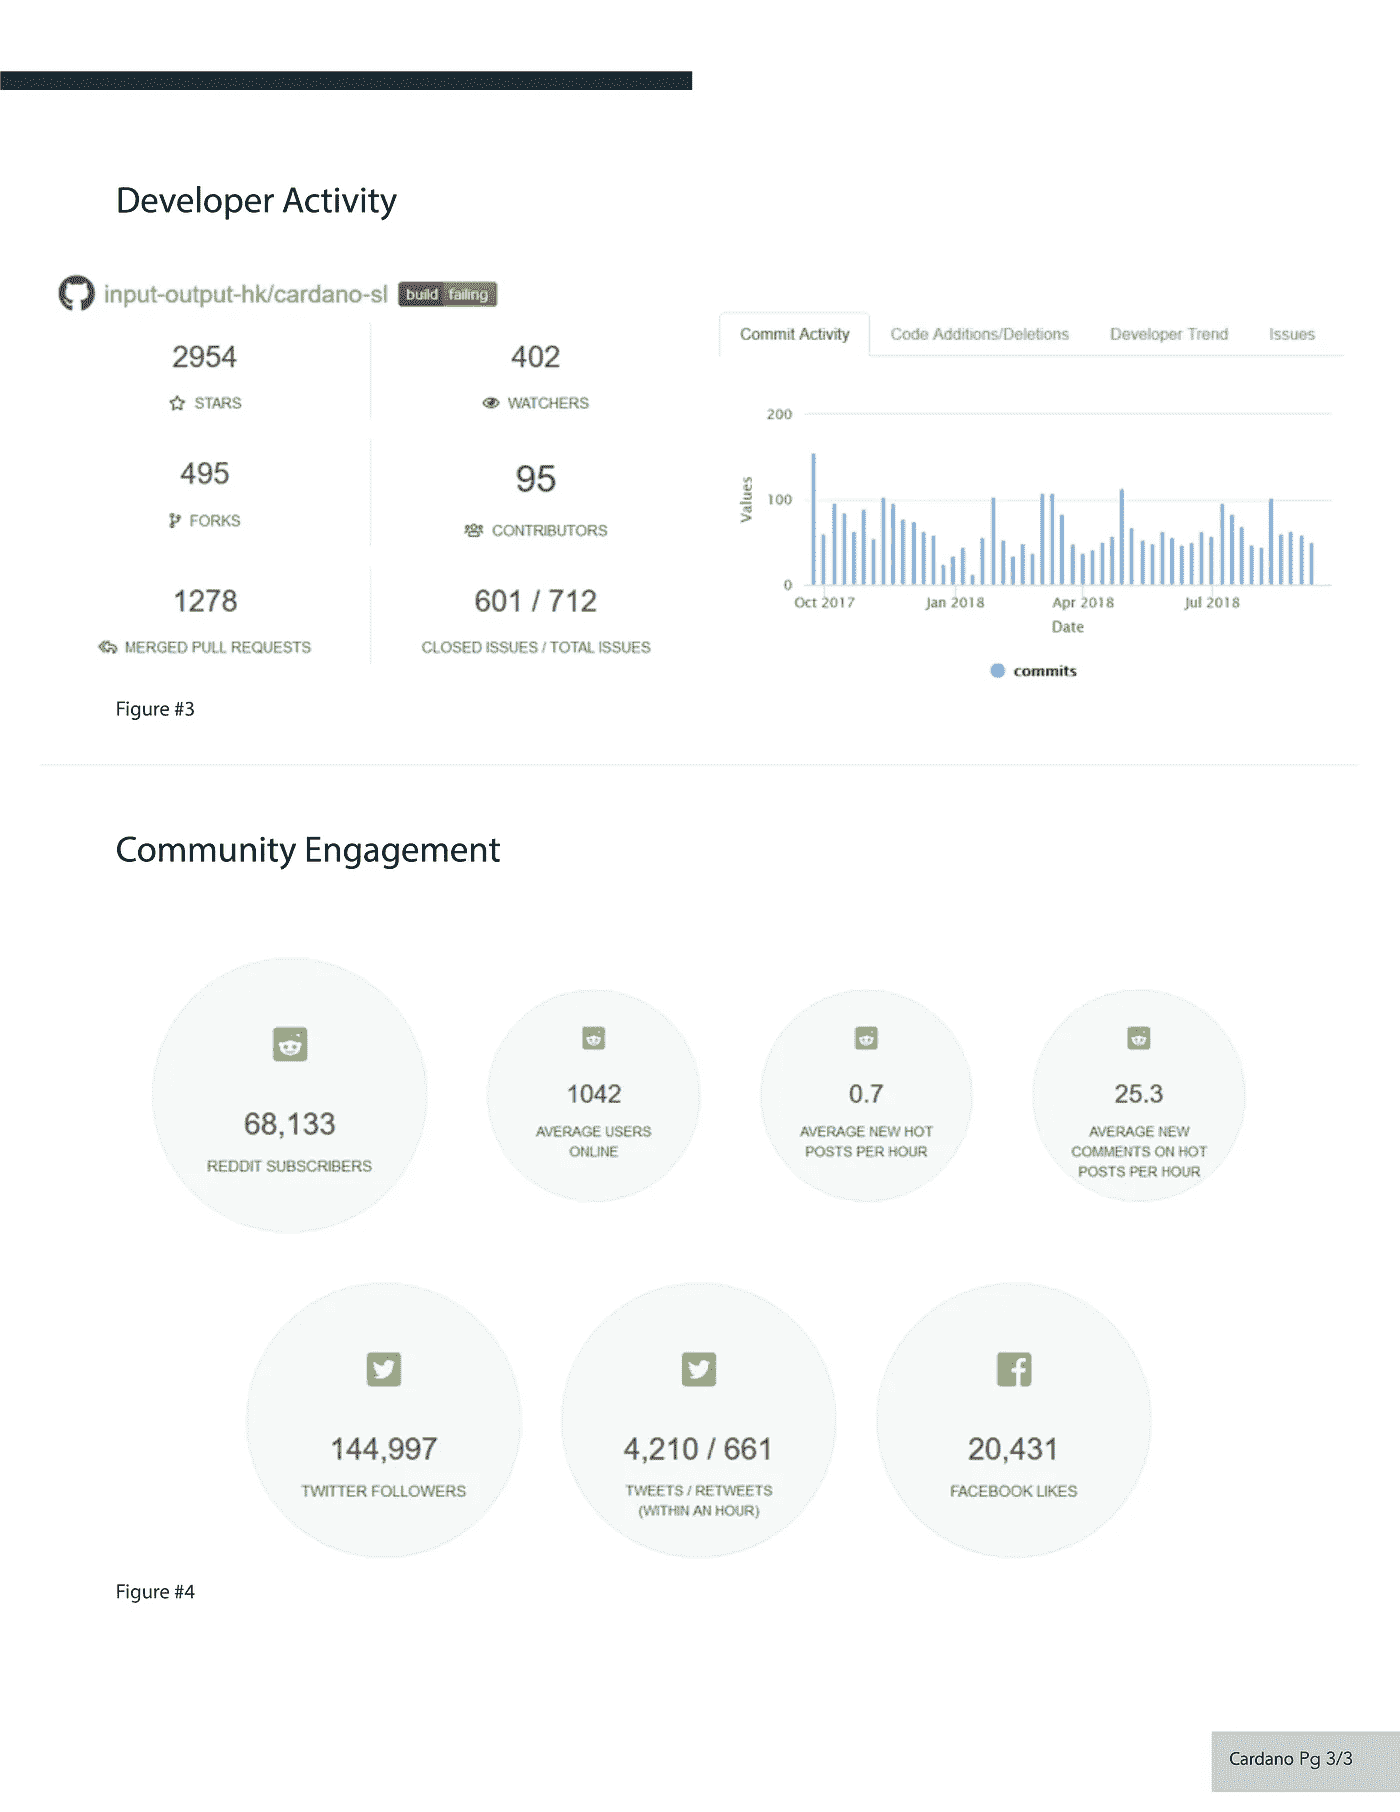 Developer Activity
input-output-hk/cardano-sl build failing
2954
STARS
402
WATCHERS
495
FORKS
95
CONTRIBUTORS
1278
MERGED PULL REQUESTS
601 / 712
CLOSED ISSUES / TOTAL ISSUES
Commit Activity Code Additions/Deletions Developer Trend Issues
200
100
0
Values
Oct 2017 Jan 2018 Apr 2018 Jul 2018
Date
commits
Figure #3
Community Engagement
68,133
REDDIT SUBSCRIBERS
1042
AVERAGE USERS
ONLINE
0.7
AVERAGE NEW HOT
POSTS PER HOUR
25.3
AVERAGE NEW
COMMENTS ON HOT
POSTS PER HOUR
144,997
TWITTER FOLLOWERS
4,210 / 661
TWEETS / RETWEETS
(WITHIN AN HOUR)
20,431
FACEBOOK LIKES
Figure #4
Cardano Pg 3/3